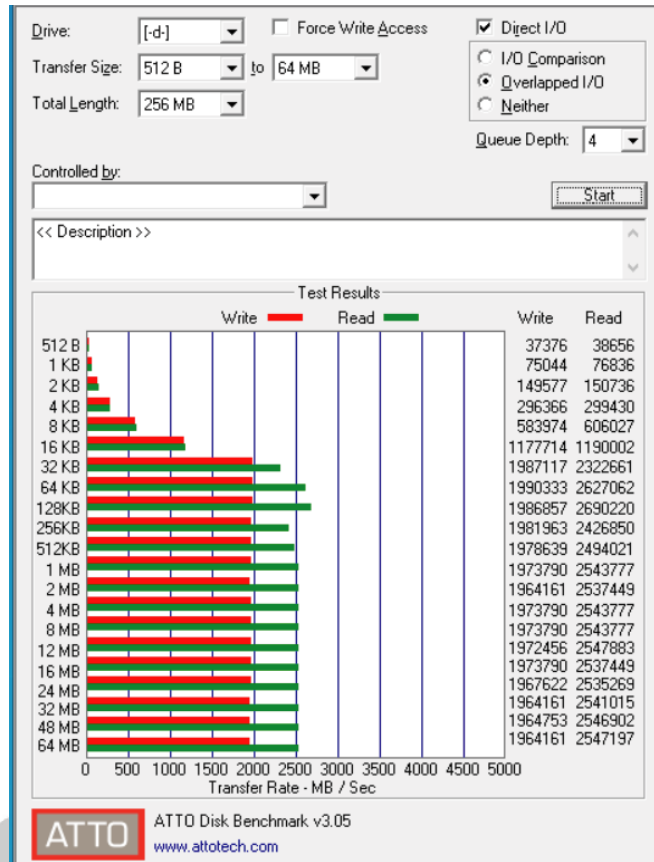 Drive: [-d-] Force Write Access Direct I/O
Transfer Size: 512 B to 64 MB I/O Comparison
Overlapped I/O
Total Length: 256 MB Neither
Queue Depth: 4
Controlled by:
Start
<< Description >>
Test Results
Write Read Write Read
512 B 37376 38656
1 KB 75044 76836
2 KB 149577 150736
4 KB 296366 299430
8 KB 583974 606027
16 KB 1177714 1190002
32 KB 1987117 2322661
64 KB 1990333 2627062
128KB 1986857 2690220
256KB 1981963 2426850
512KB 1978639 2494021
1 MB 1973790 2543777
2 MB 1964161 2537449
4 MB 1973790 2543777
8 MB 1973790 2543777
12 MB 1972456 2547883
16 MB 1973790 2537449
24 MB 1967622 2535269
32 MB 1964161 2541015
48 MB 1964753 2546902
64 MB 1964161 2547197
0 500 1000 1500 2000 2500 3000 3500 4000 4500 5000
Transfer Rate - MB / Sec
ATTO ATTO Disk Benchmark v3.05
www.attotech.com